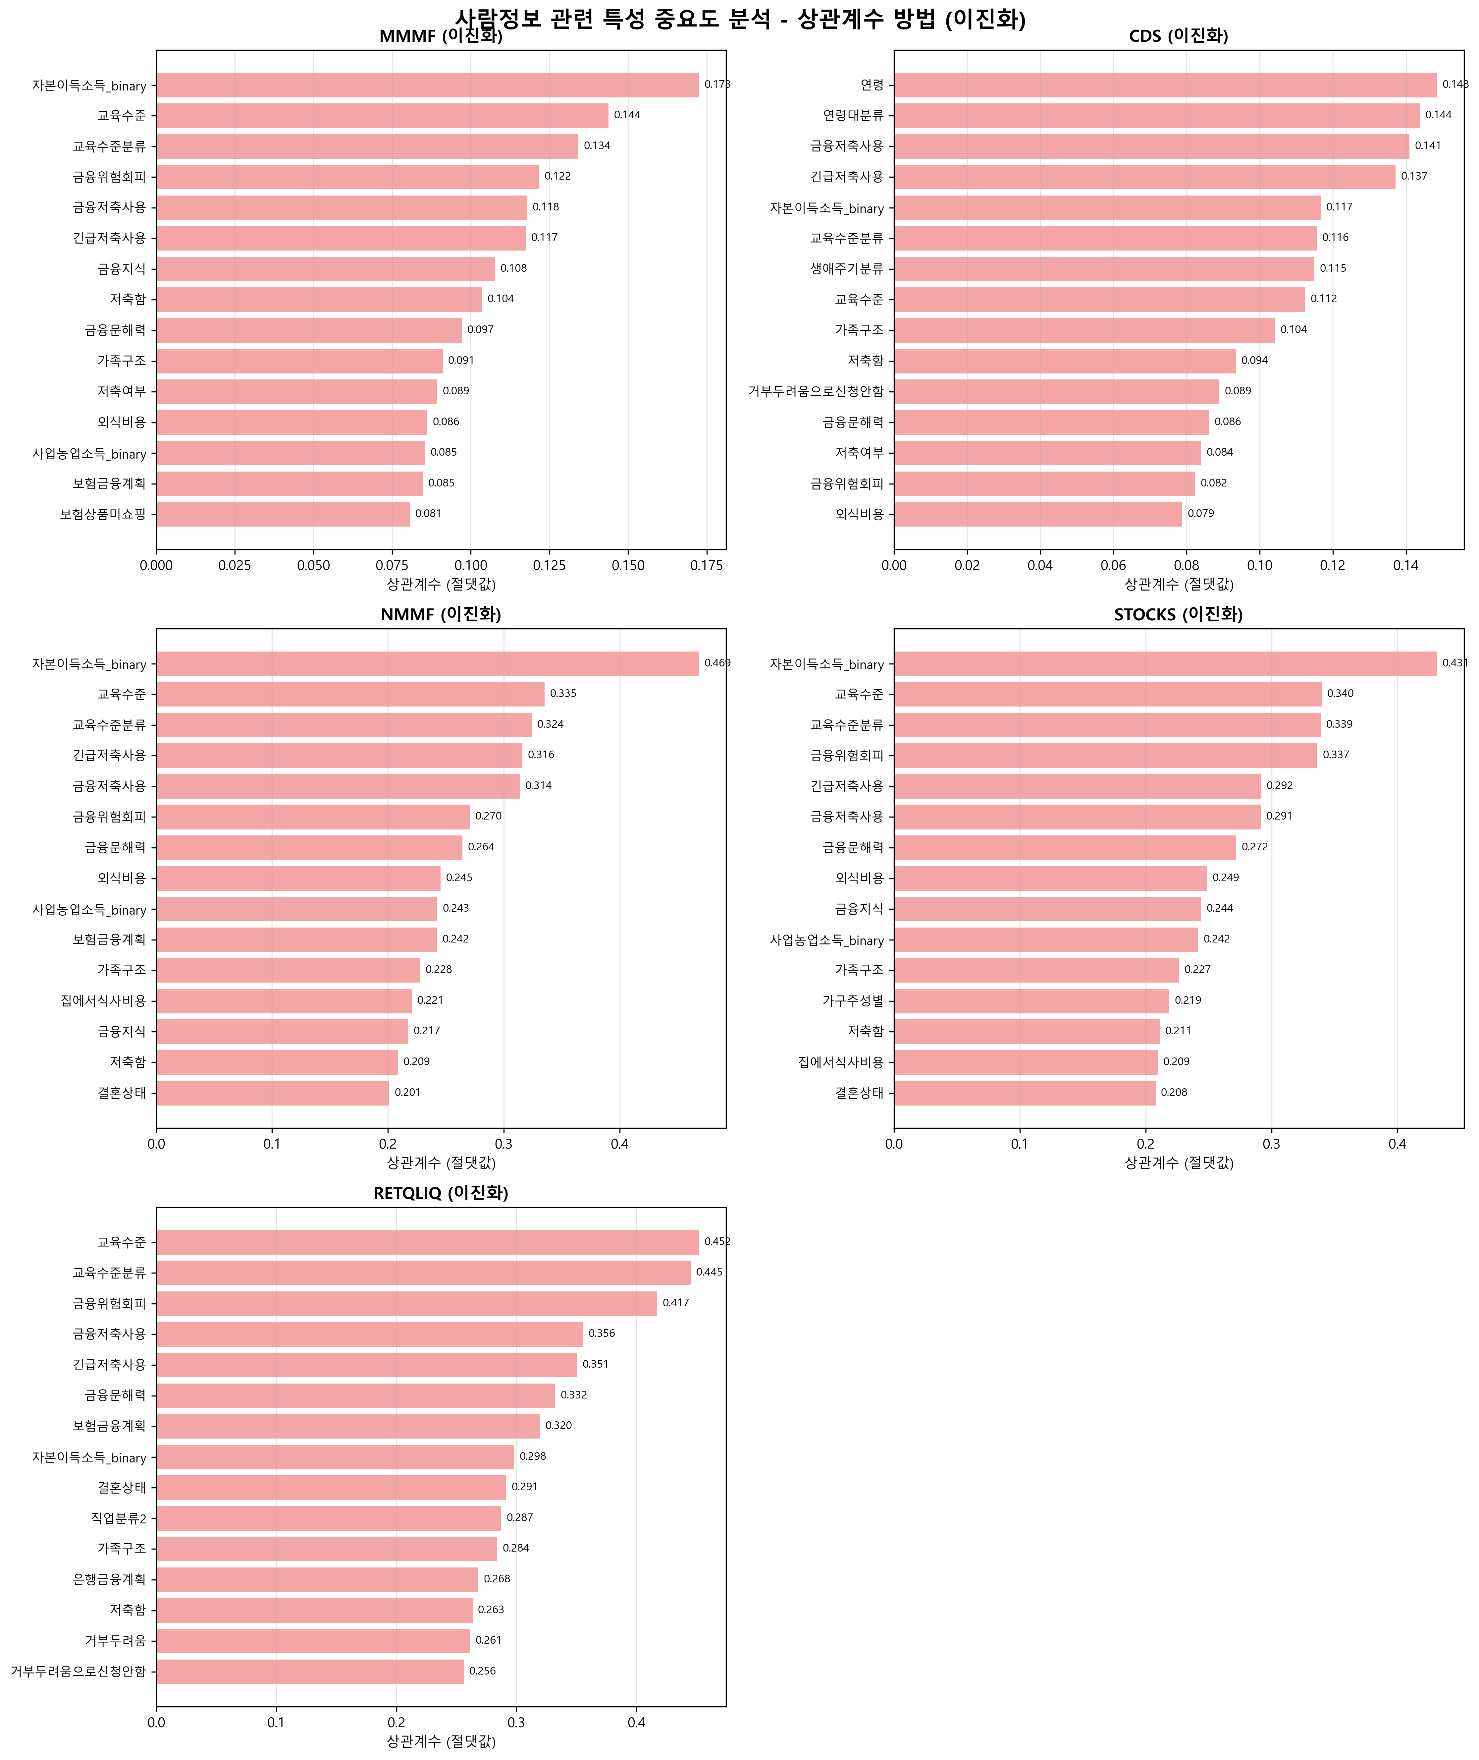 사람정보 관련 특성 중요도 분석 - 상관계수 방법 (이진화)
MMMF (이진화)
자본이득소득_binary 0.173
교육수준 0.144
교육수준분류 0.134
금융위험회피 0.122
금융저축사용 0.118
긴급저축사용 0.117
금융지식 0.108
저축함 0.104
금융문해력 0.097
가족구조 0.091
저축여부 0.089
외식비용 0.086
사업농업소득_binary 0.085
보험금융계획 0.085
보험상품미쇼핑 0.081
0.000 0.025 0.050 0.075 0.100 0.125 0.150 0.175
상관계수 (절댓값)
CDS (이진화)
연령 0.148
연령대분류 0.144
금융저축사용 0.141
긴급저축사용 0.137
자본이득소득_binary 0.117
교육수준분류 0.116
생애주기분류 0.115
교육수준 0.112
가족구조 0.104
저축함 0.094
거부두려움으로신청안함 0.089
금융문해력 0.086
저축여부 0.084
금융위험회피 0.082
외식비용 0.079
0.00 0.02 0.04 0.06 0.08 0.10 0.12 0.14
상관계수 (절댓값)
NMMF (이진화)
자본이득소득_binary 0.469
교육수준 0.335
교육수준분류 0.324
긴급저축사용 0.316
금융저축사용 0.314
금융위험회피 0.270
금융문해력 0.264
외식비용 0.245
사업농업소득_binary 0.243
보험금융계획 0.242
가족구조 0.228
집에서식사비용 0.221
금융지식 0.217
저축함 0.209
결혼상태 0.201
0.0 0.1 0.2 0.3 0.4
상관계수 (절댓값)
STOCKS (이진화)
자본이득소득_binary 0.431
교육수준 0.340
교육수준분류 0.339
금융위험회피 0.337
긴급저축사용 0.292
금융저축사용 0.291
금융문해력 0.272
외식비용 0.249
금융지식 0.244
사업농업소득_binary 0.242
가족구조 0.227
가구주성별 0.219
저축함 0.211
집에서식사비용 0.209
결혼상태 0.208
0.0 0.1 0.2 0.3 0.4
상관계수 (절댓값)
RETQLIQ (이진화)
교육수준 0.452
교육수준분류 0.445
금융위험회피 0.417
금융저축사용 0.356
긴급저축사용 0.351
금융문해력 0.332
보험금융계획 0.320
자본이득소득_binary 0.298
결혼상태 0.291
직업분류2 0.287
가족구조 0.284
은행금융계획 0.268
저축함 0.263
거부두려움 0.261
거부두려움으로신청안함 0.256
0.0 0.1 0.2 0.3 0.4
상관계수 (절댓값)